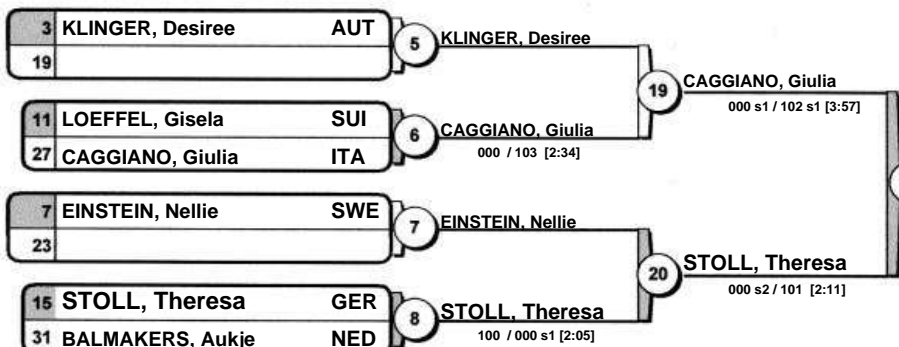 3 KLINGER, Desiree AUT
19
5 KLINGER, Desiree
11 LOEFFEL, Gisela SUI
27 CAGGIANO, Giulia ITA
6 CAGGIANO, Giulia
000 / 103 [2:34]
19 CAGGIANO, Giulia
000 s1 / 102 s1 [3:57]
7 EINSTEIN, Nellie SWE
23
7 EINSTEIN, Nellie
15 STOLL, Theresa GER
31 BALMAKERS, Aukje NED
8 STOLL, Theresa
100 / 000 s1 [2:05]
20 STOLL, Theresa
000 s2 / 101 [2:11]